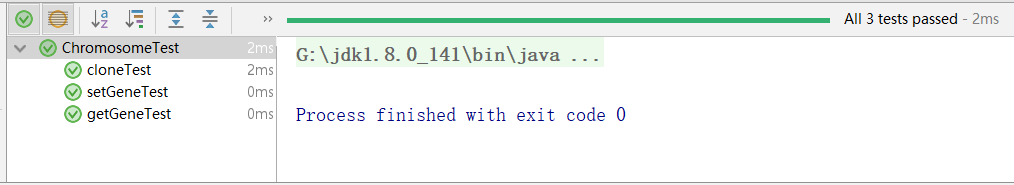 All 3 tests passed - 2ms
ChromosomeTest 2ms
cloneTest 2ms
setGeneTest 0ms
getGeneTest 0ms
G:\jdk1.8.0_141\bin\java ...
Process finished with exit code 0